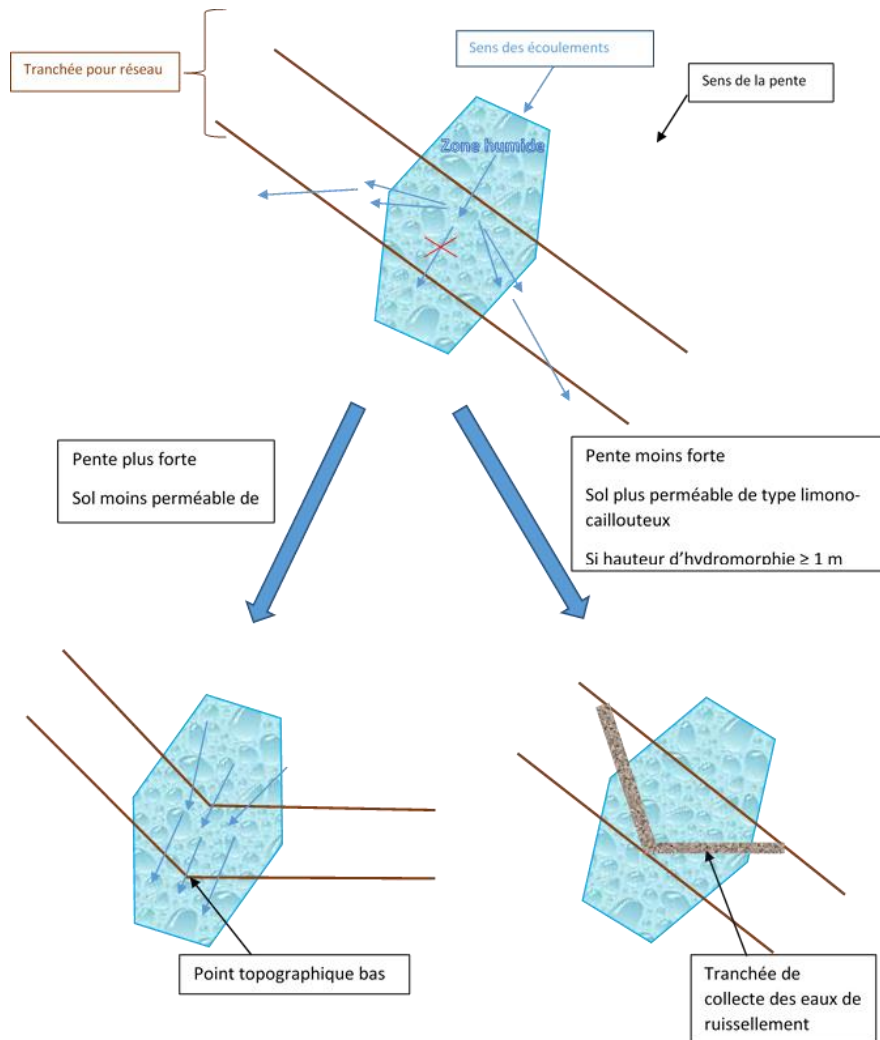 Sens des écoulements
Tranchée pour réseau
Sens de la pente
Zone humide
Pente plus forte
Sol moins perméable de
Pente moins forte
Sol plus perméable de type limono-
caillouteux
Si hauteur d'hydromorphie ≥ 1 m
Point topographique bas
Tranchée de
collecte des eaux de
ruissellement